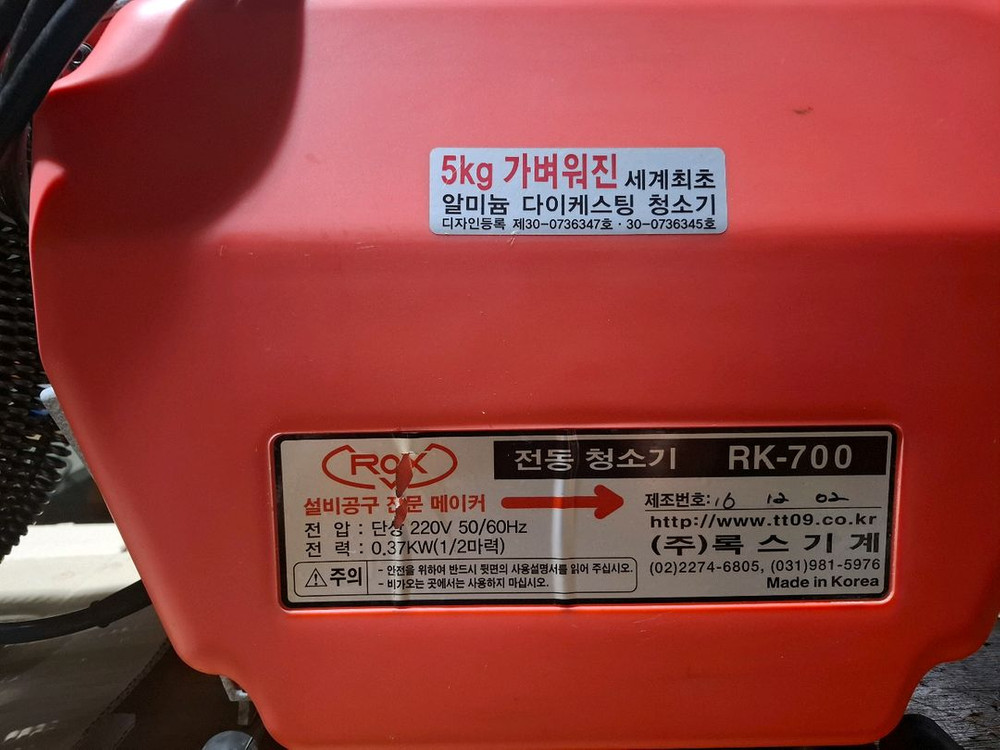 5kg 가벼워진 세계최초
알미늄 다이케스팅 청소기
디자인등록 제30-0736347호 · 30-0736345호
ROX
전동 청소기 RK-700
설비공구 전문 메이커
제조번호: 16 12 02
전 압 : 단상 220V 50/60Hz
http://www.tt09.co.kr
전 력 : 0.37KW(1/2마력)
(주)록스기계
주의
- 안전을 위하여 반드시 뒷면의 사용설명서를 읽어 주십시오.
- 비가오는 곳에서는 사용하지 마십시오.
(02)2274-6805, (031)981-5976
Made in Korea